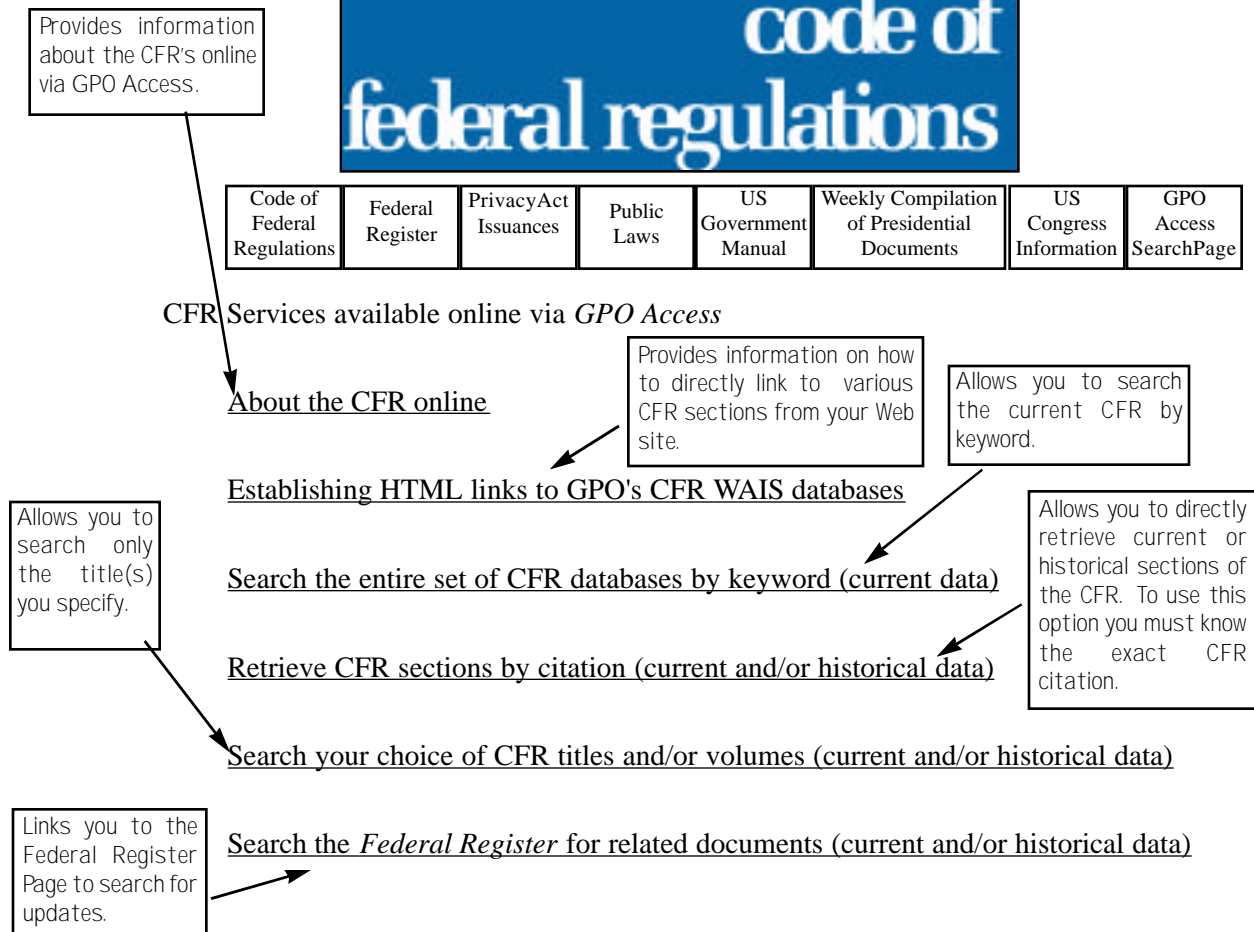 Provides information
about the CFR's online
via GPO Access.
code of
federal regulations
Code of
Federal
Regulations
Federal
Register
PrivacyAct
Issuances
Public
Laws
US
Government
Manual
Weekly Compilation
of Presidential
Documents
US
Congress
Information
GPO
Access
SearchPage
CFR Services available online via GPO Access
Provides information on how
to directly link to various
CFR sections from your Web
site.
Allows you to search
the current CFR by
keyword.
About the CFR online
Establishing HTML links to GPO's CFR WAIS databases
Allows you to
search only
the title(s)
you specify.
Allows you to directly
retrieve current or
historical sections of
the CFR. To use this
option you must know
the exact CFR
citation.
Search the entire set of CFR databases by keyword (current data)
Retrieve CFR sections by citation (current and/or historical data)
Search your choice of CFR titles and/or volumes (current and/or historical data)
Links you to the
Federal Register
Page to search for
updates.
Search the Federal Register for related documents (current and/or historical data)